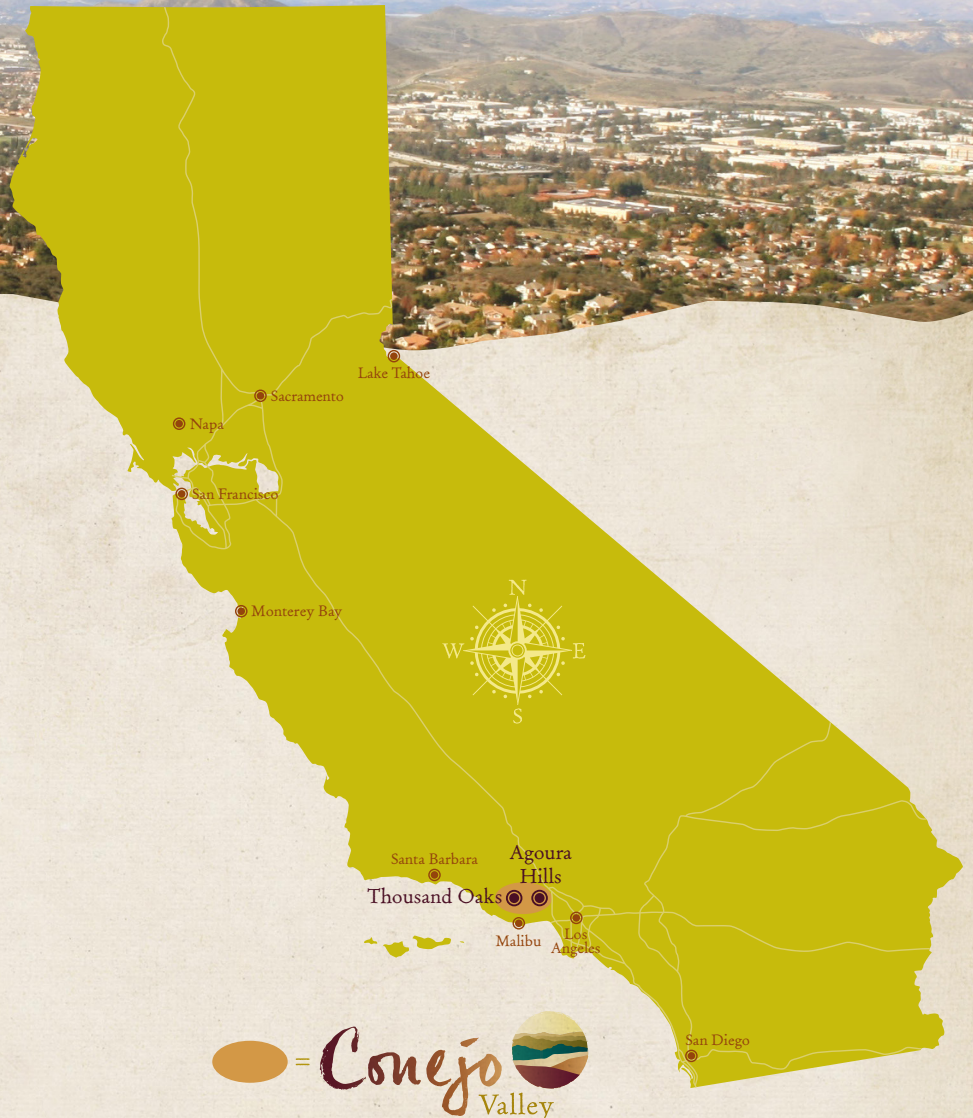 Lake Tahoe
Sacramento
Napa
San Francisco
N
Monterey Bay
W
E
S
Agoura
Hills
Santa Barbara
Thousand Oaks
Malibu
Los
Angeles
San Diego
= Conejo
Valley